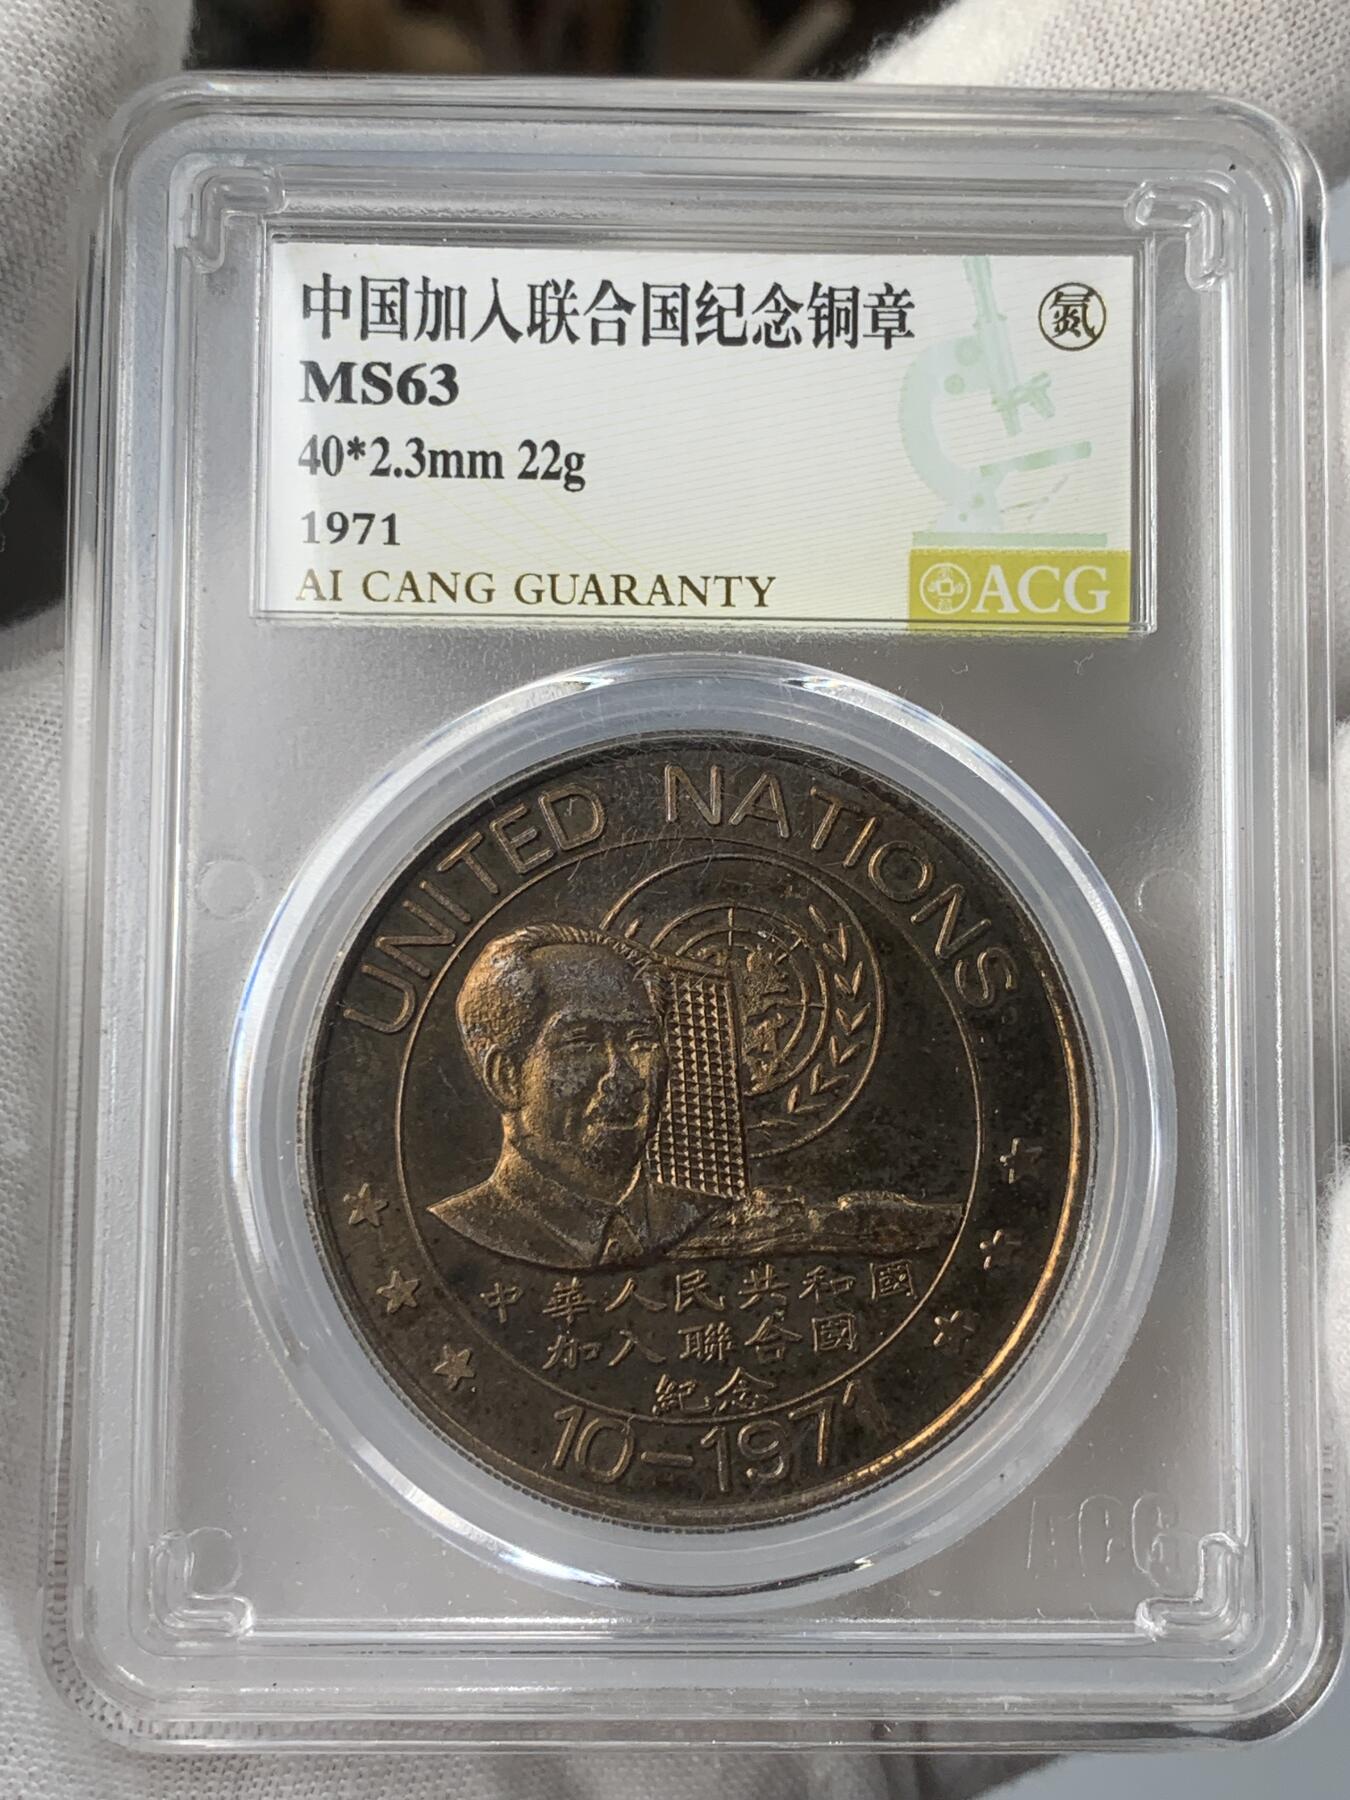 中国加入联合国纪念铜章
氮
MS63
40*2.3mm 22g
1971
AI CANG GUARANTY
ACG
UNITED NATIONS
中華人民共和國
加入聯合國
紀念
10-1971
ACG